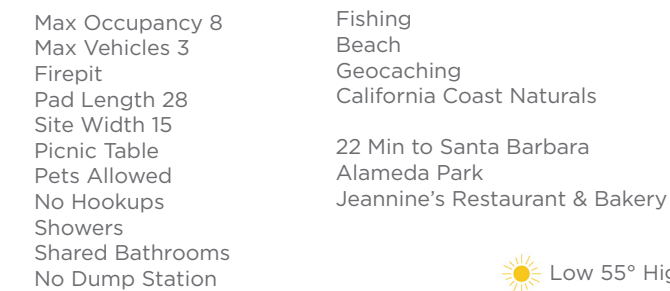 Max Occupancy 8
Max Vehicles 3
Firepit
Pad Length 28
Site Width 15
Picnic Table
Pets Allowed
No Hookups
Showers
Shared Bathrooms
No Dump Station
Fishing
Beach
Geocaching
California Coast Naturals
22 Min to Santa Barbara
Alameda Park
Jeannine's Restaurant & Bakery
Low 55°